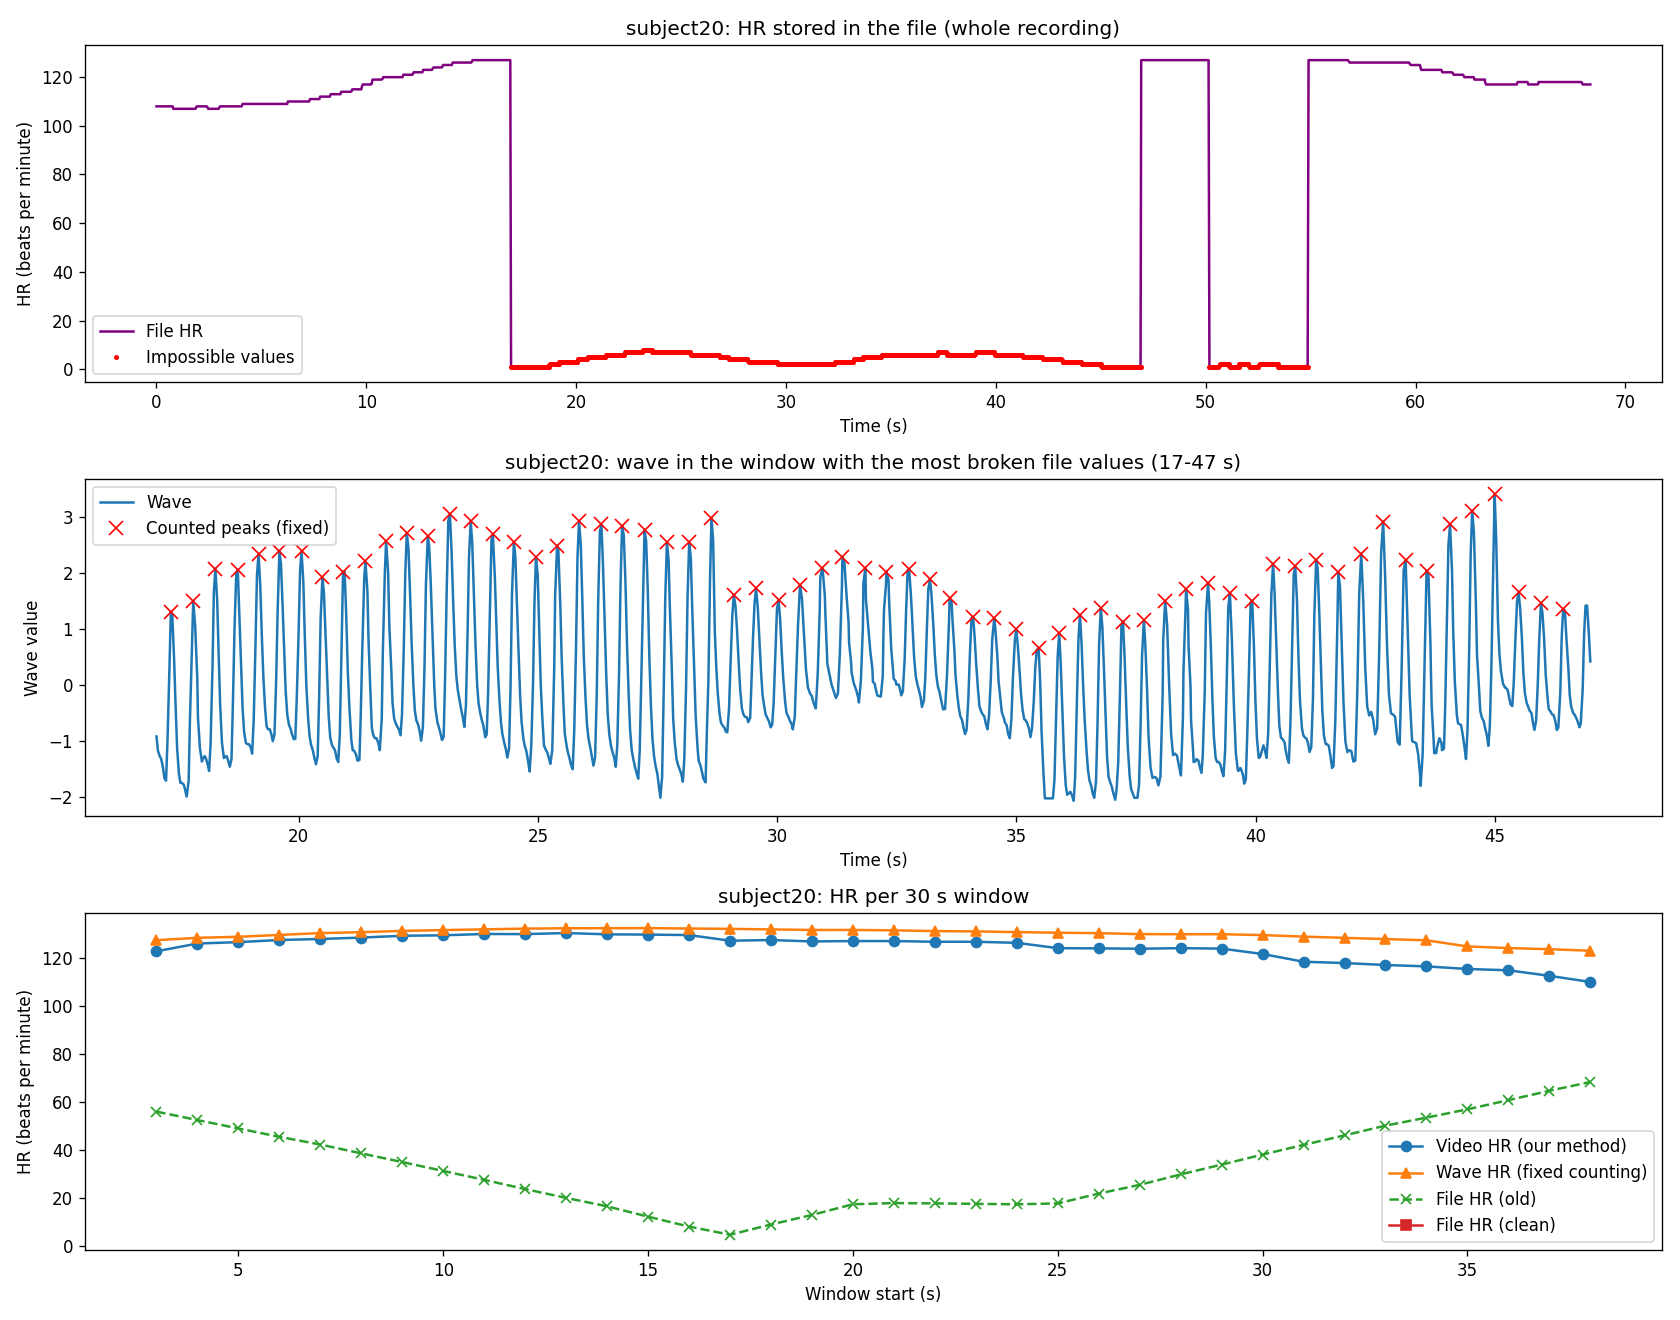 subject20: HR stored in the file (whole recording)
HR (beats per minute)
120
100
80
60
40
20
0
File HR
Impossible values
0 10 20 30 40 50 60 70
Time (s)
subject20: wave in the window with the most broken file values (17-47 s)
Wave value
3
2
1
0
−1
−2
Wave
Counted peaks (fixed)
20 25 30 35 40 45
Time (s)
subject20: HR per 30 s window
HR (beats per minute)
120
100
80
60
40
20
0
Video HR (our method)
Wave HR (fixed counting)
File HR (old)
File HR (clean)
5 10 15 20 25 30 35
Window start (s)